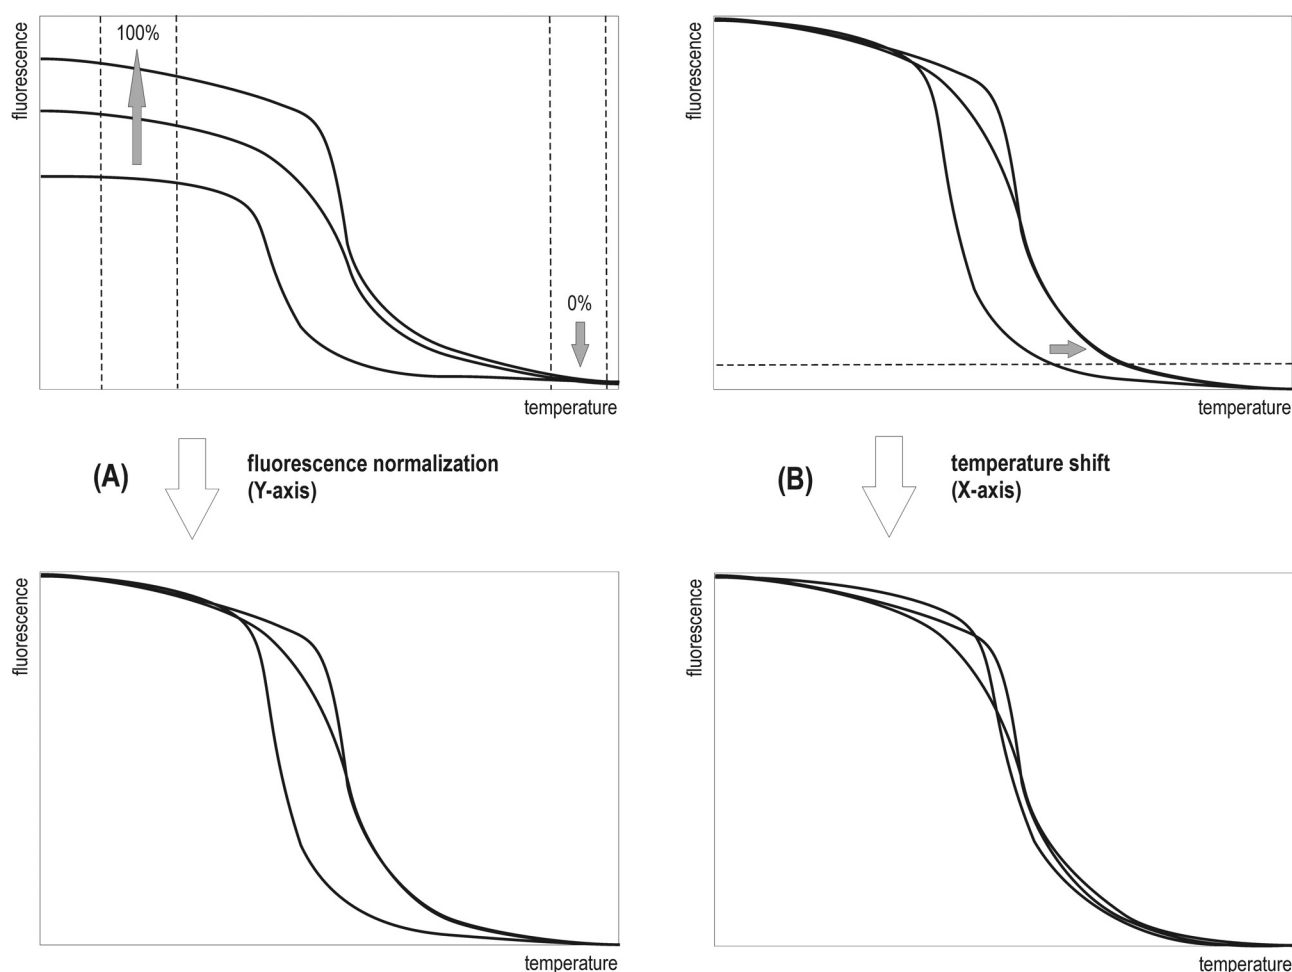 fluorescence
100%
0%
temperature
fluorescence
temperature
(A)
fluorescence normalization
(Y-axis)
(B)
temperature shift
(X-axis)
fluorescence
temperature
fluorescence
temperature